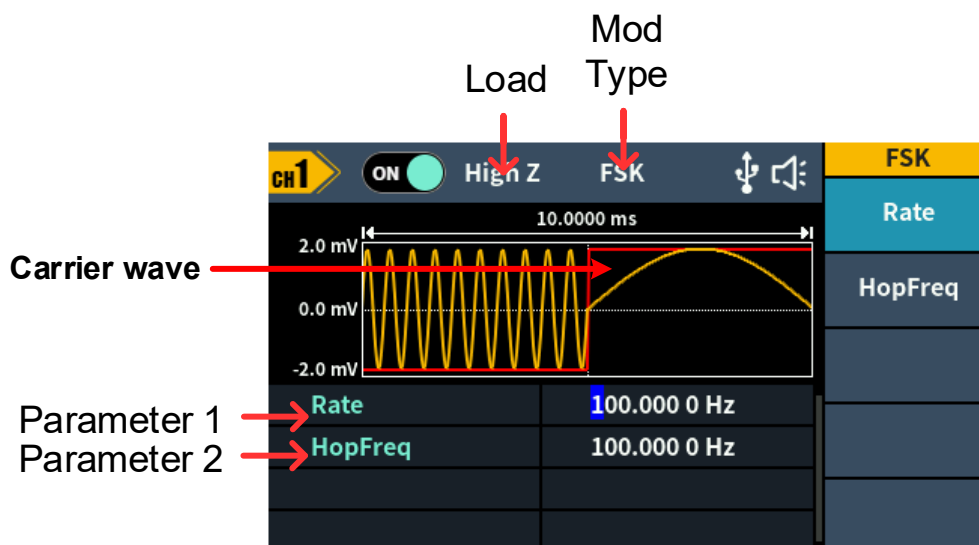 Mod
Type
Load
CH1 ON High Z FSK
FSK
Rate
HopFreq
10.0000 ms
2.0 mV
Carrier wave
0.0 mV
-2.0 mV
Parameter 1
Rate 100.000 0 Hz
Parameter 2
HopFreq 100.000 0 Hz